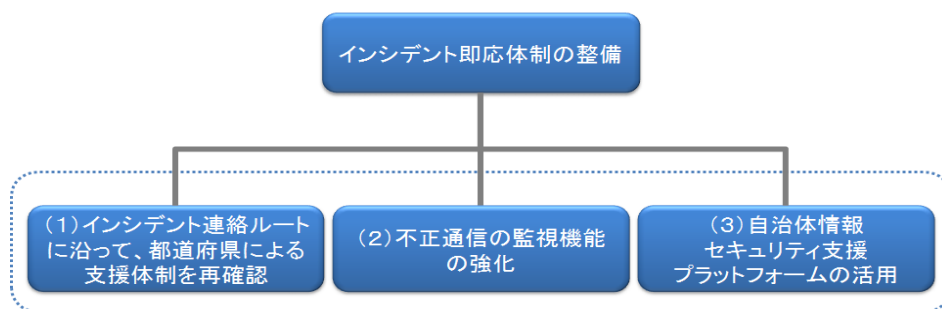 インシデント即応体制の整備
（１）インシデント連絡ルート
に沿って、都道府県による
支援体制を再確認
（２）不正通信の監視機能
の強化
（３）自治体情報
セキュリティ支援
プラットフォームの活用